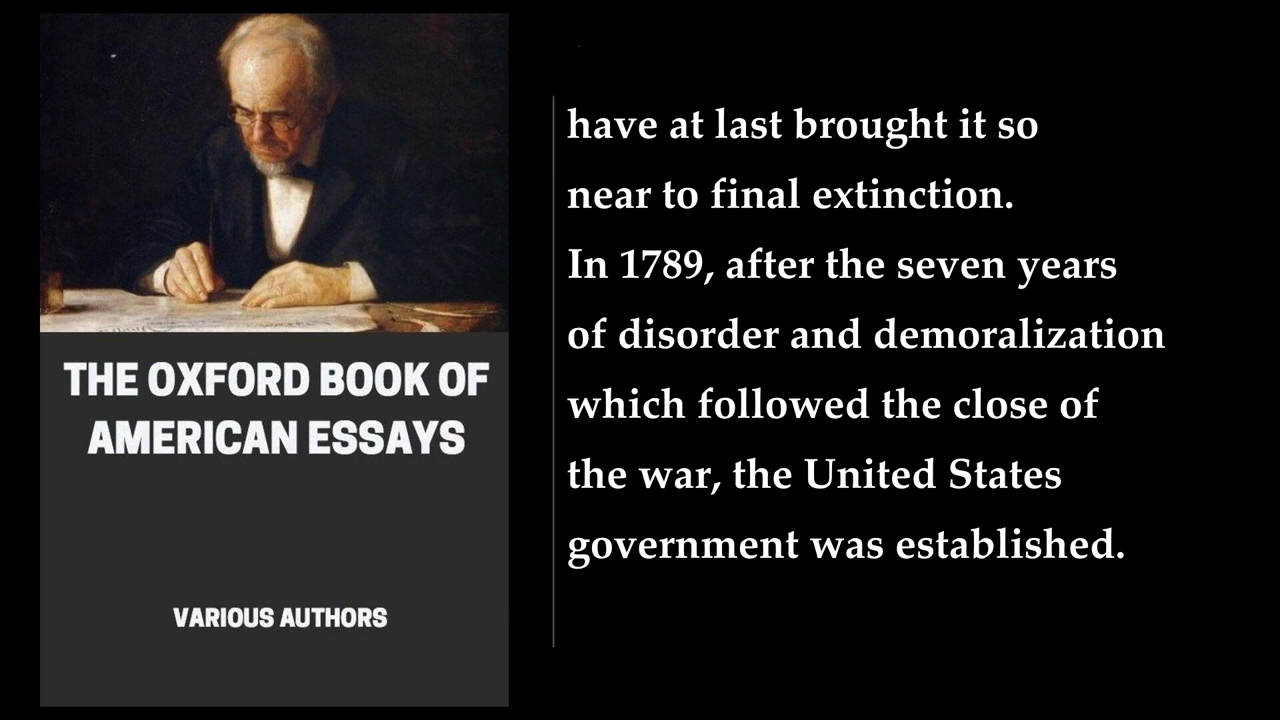 THE OXFORD BOOK OF
AMERICAN ESSAYS
VARIOUS AUTHORS
have at last brought it so
near to final extinction.
In 1789, after the seven years
of disorder and demoralization
which followed the close of
the war, the United States
government was established.